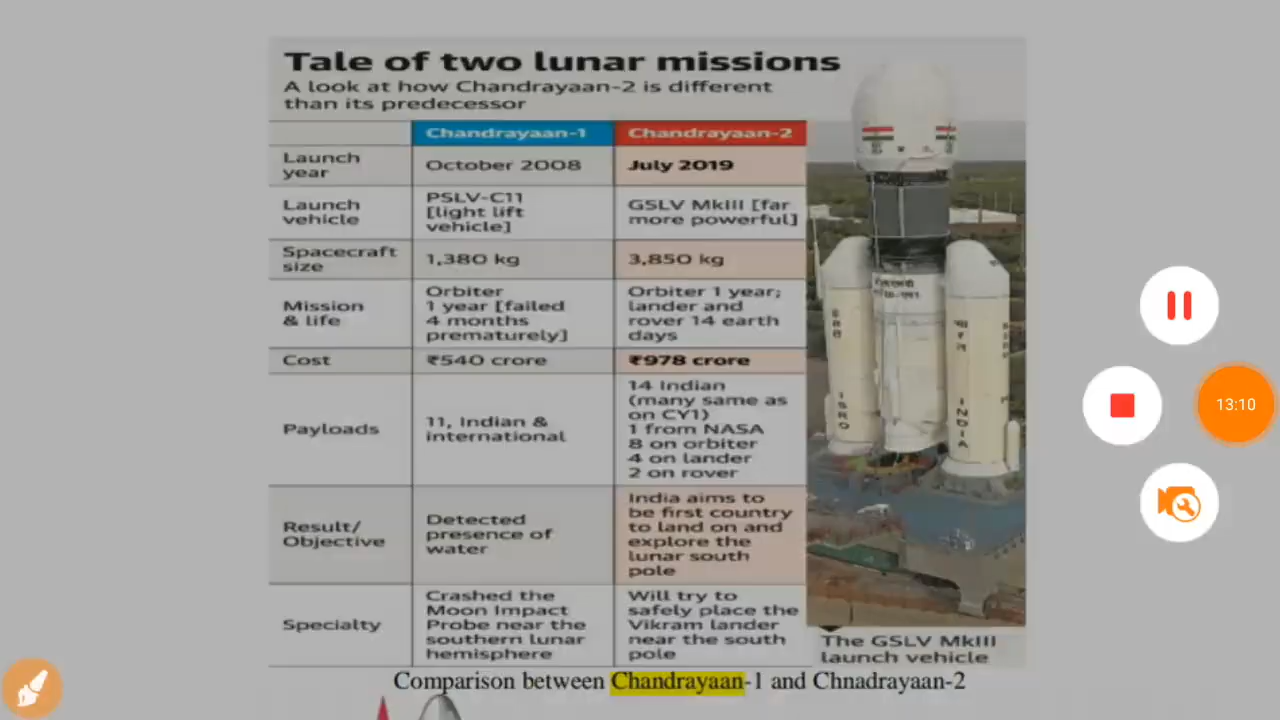 Tale of two lunar missions
A look at how Chandrayaan-2 is different
than its predecessor
Chandrayaan-1
Chandrayaan-2
Launch
year
October 2008
July 2019
Launch
vehicle
PSLV-C11
[light lift
vehicle]
GSLV MkIII [far
more powerful]
Spacecraft
size
1,380 kg
3,850 kg
Mission
& life
Orbiter
1 year [failed
4 months
prematurely]
Orbiter 1 year;
lander and
rover 14 earth
days
Cost
₹540 crore
₹978 crore
Payloads
11, Indian &
international
14 Indian
(many same as
on CY1)
1 from NASA
8 on orbiter
4 on lander
2 on rover
Result/
Objective
Detected
presence of
water
India aims to
be first country
to land on and
explore the
lunar south
pole
Specialty
Crashed the
Moon Impact
Probe near the
southern lunar
hemisphere
Will try to
safely place the
Vikram lander
near the south
pole
ISRO
INDIA
The GSLV MkIII
launch vehicle
Comparison between Chandrayaan-1 and Chnadrayaan-2
13:10